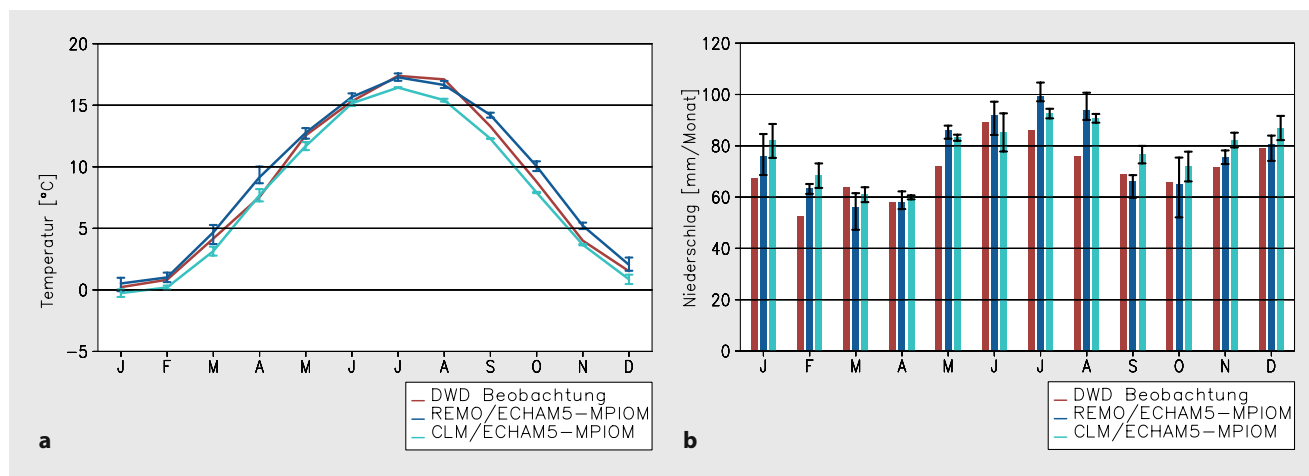 20
15
10
5
0
−5
Temperatur [°C]
J F M A M J J A S O N D
DWD Beobachtung
REMO/ECHAM5−MPIOM
CLM/ECHAM5−MPIOM
a
120
100
80
60
40
20
0
Niederschlag [mm/Monat]
J F M A M J J A S O N D
DWD Beobachtung
REMO/ECHAM5−MPIOM
CLM/ECHAM5−MPIOM
b